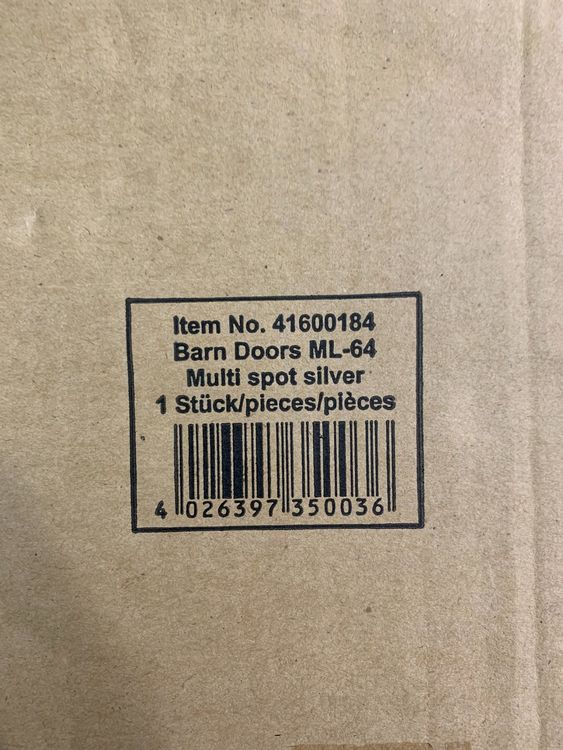 Item No. 41600184
Barn Doors ML-64
Multi spot silver
1 Stück/pieces/pièces
4 026397 350036